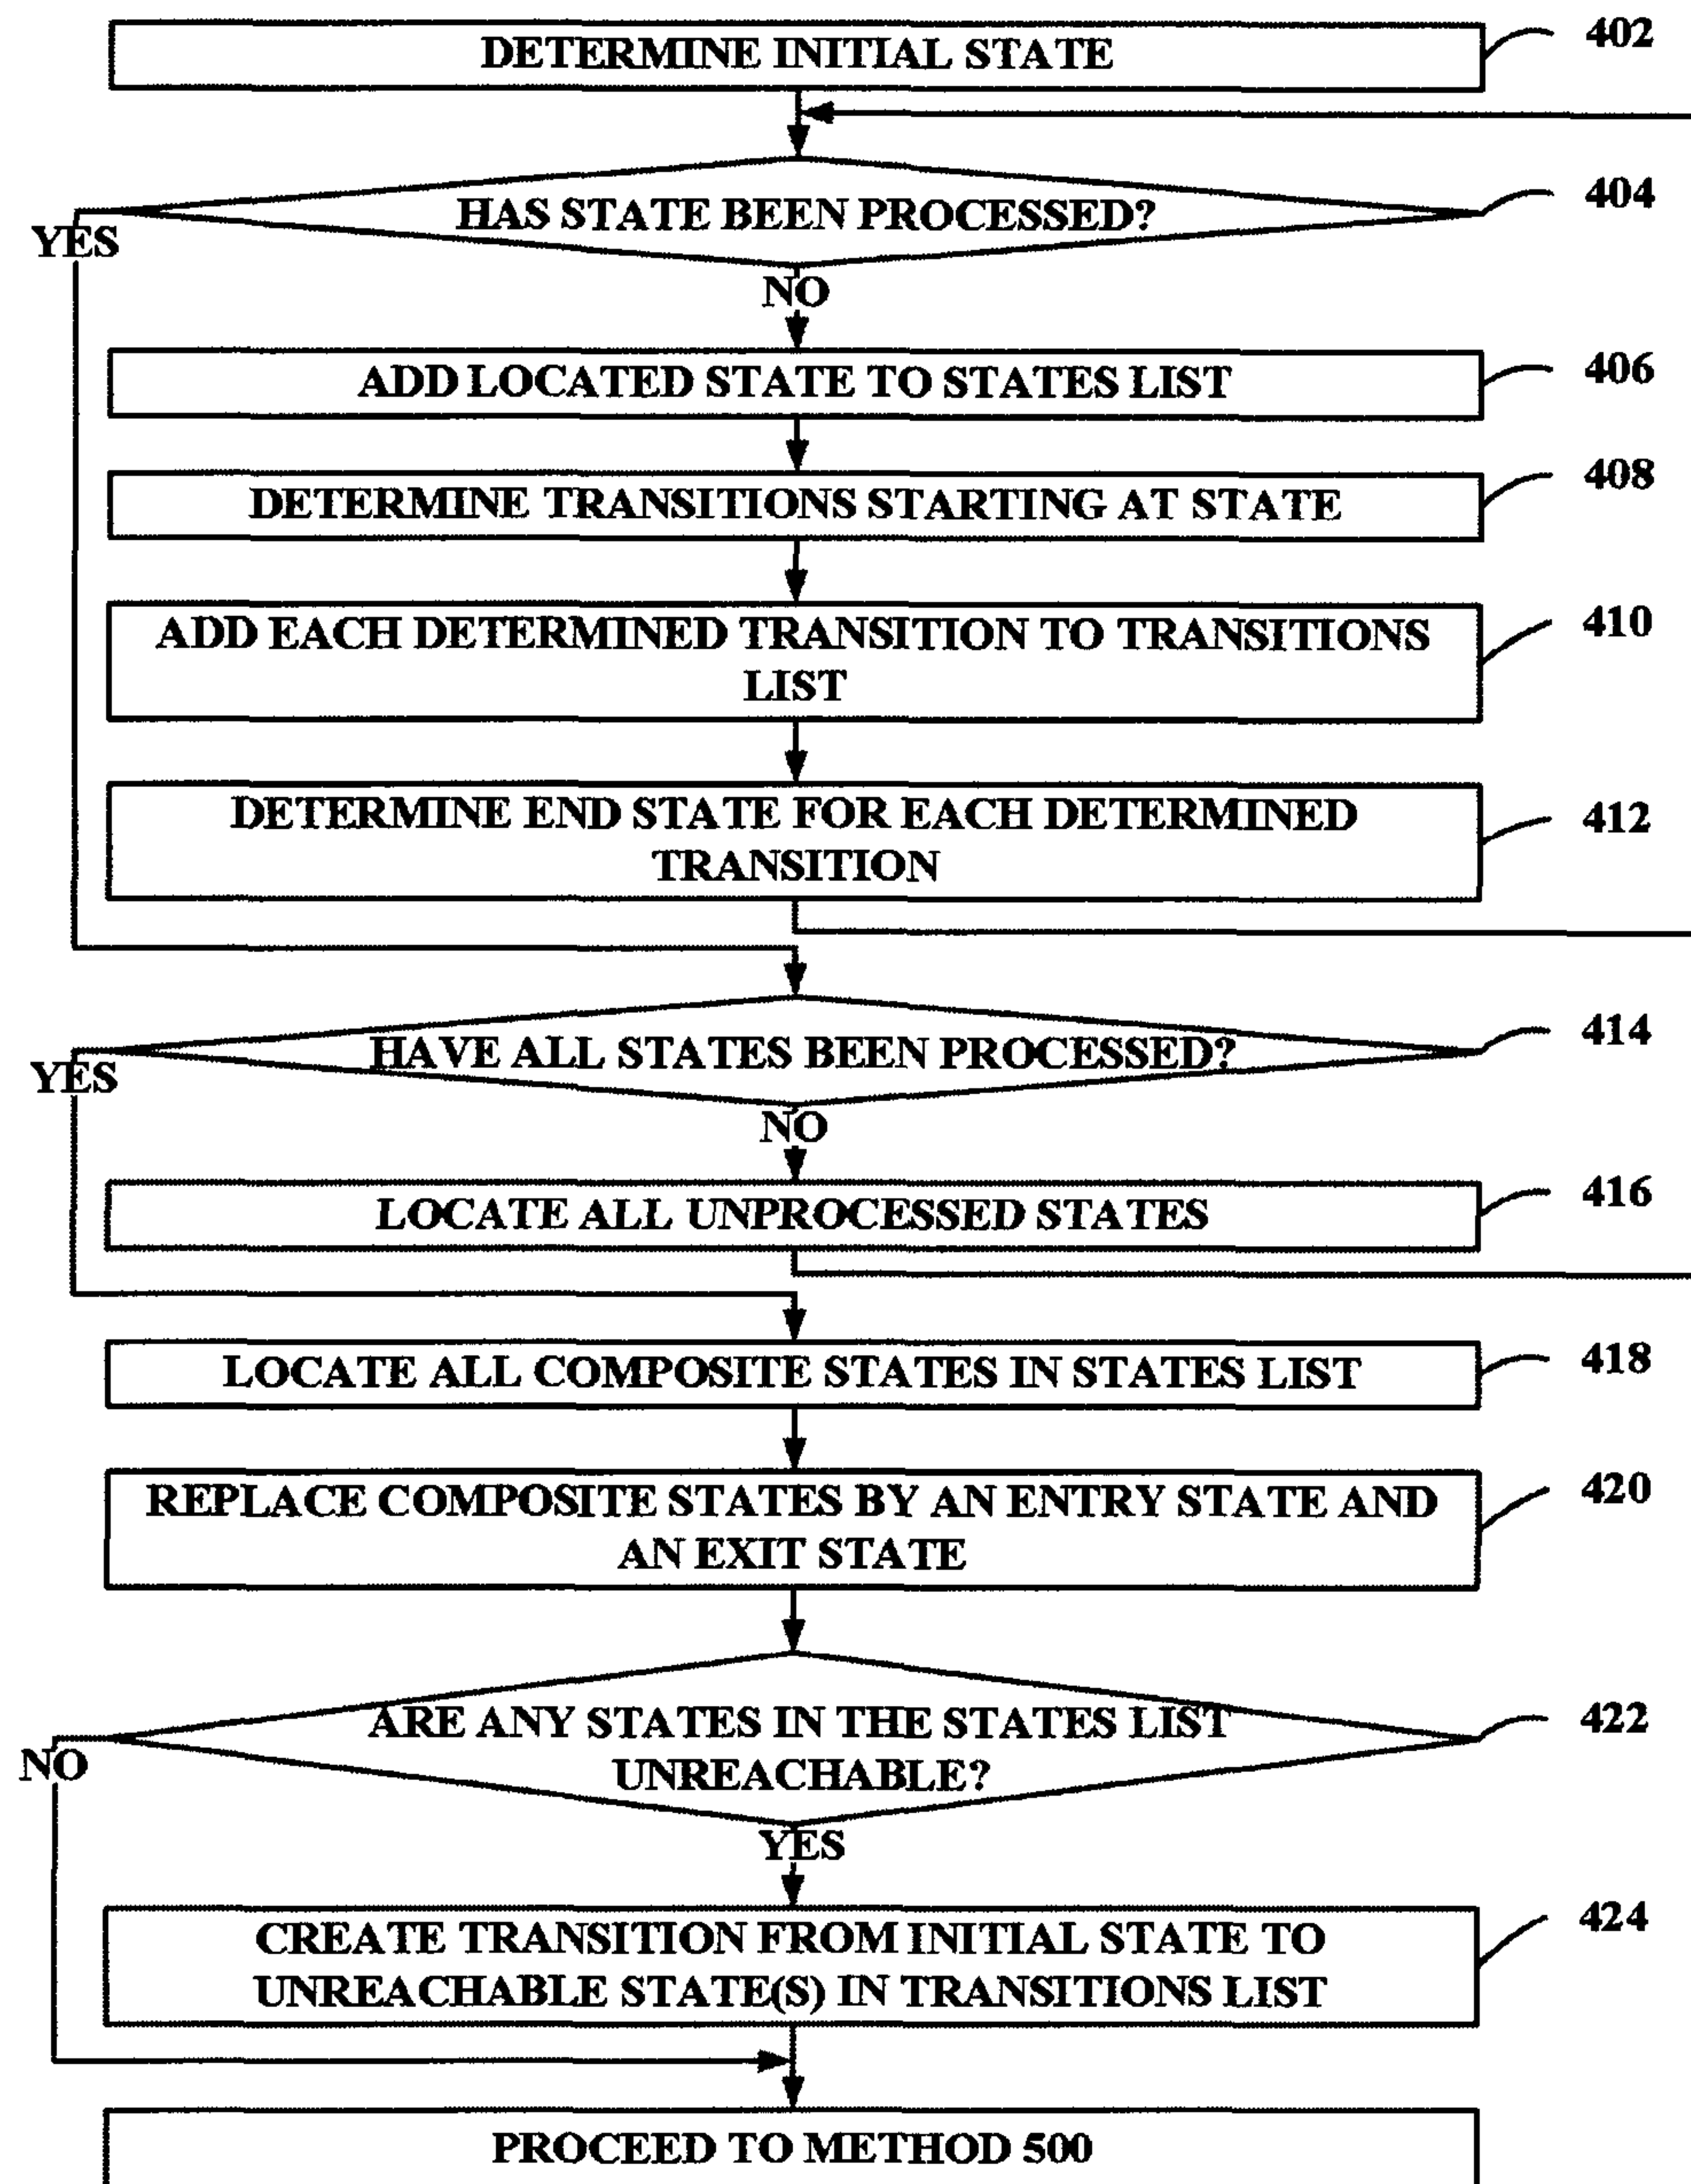 DETERMINE INITIAL STATE
402
HAS STATE BEEN PROCESSED?
404
YES
NO
ADD LOCATED STATE TO STATES LIST
406
DETERMINE TRANSITIONS STARTING AT STATE
408
ADD EACH DETERMINED TRANSITION TO TRANSITIONS
LIST
410
DETERMINE END STATE FOR EACH DETERMINED
TRANSITION
412
HAVE ALL STATES BEEN PROCESSED?
414
YES
NO
LOCATE ALL UNPROCESSED STATES
416
LOCATE ALL COMPOSITE STATES IN STATES LIST
418
REPLACE COMPOSITE STATES BY AN ENTRY STATE AND
AN EXIT STATE
420
ARE ANY STATES IN THE STATES LIST
UNREACHABLE?
422
NO
YES
CREATE TRANSITION FROM INITIAL STATE TO
UNREACHABLE STATE(S) IN TRANSITIONS LIST
424
PROCEED TO METHOD 500